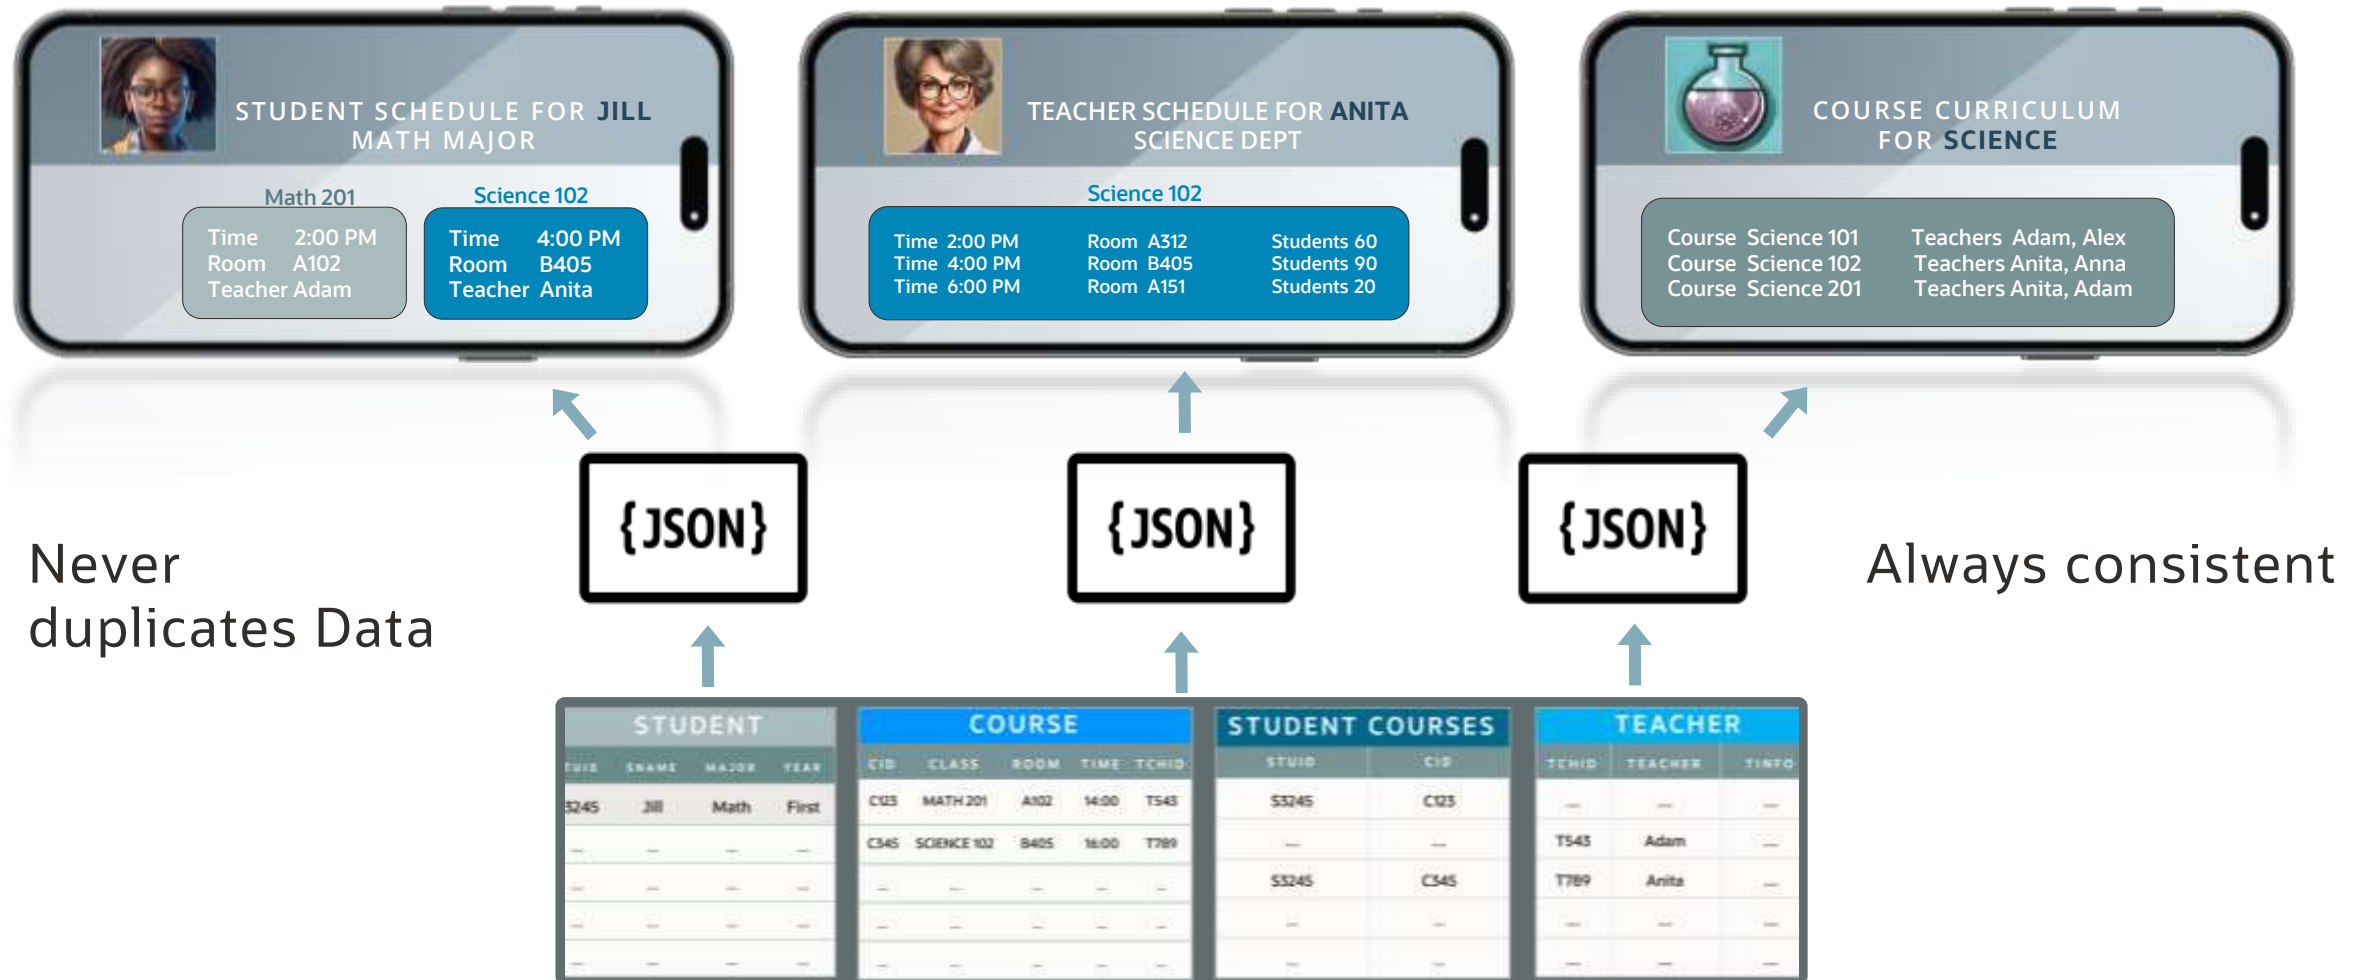 STUDENT SCHEDULE FOR JILL
MATH MAJOR
Math 201
Time 2:00 PM
Room A102
Teacher Adam
Science 102
Time 4:00 PM
Room B405
Teacher Anita
TEACHER SCHEDULE FOR ANITA
SCIENCE DEPT
Science 102
Time 2:00 PM Room A312 Students 60
Time 4:00 PM Room B405 Students 90
Time 6:00 PM Room A151 Students 20
COURSE CURRICULUM
FOR SCIENCE
Course Science 101 Teachers Adam, Alex
Course Science 102 Teachers Anita, Anna
Course Science 201 Teachers Anita, Adam
{JSON}
{JSON}
{JSON}
Never
duplicates Data
Always consistent
STUDENT
SNAME MAJOR YEAR
3245 Jill Math First
COURSE
CID CLASS ROOM TIME TCHID
C123 MATH 201 A102 14:00 T543
C345 SCIENCE 102 B405 16:00 T789
STUDENT COURSES
STUID CID
S3245 C123
S3245 C345
TEACHER
TCHID TEACHER TINFO
T543 Adam
T789 Anita